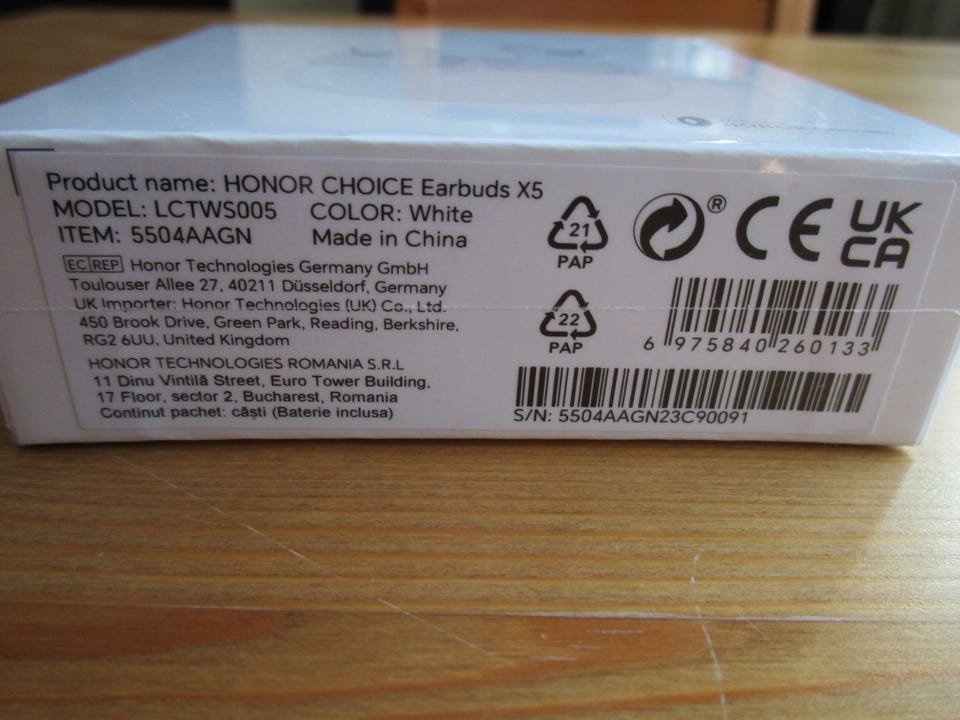 Product name: HONOR CHOICE Earbuds X5
MODEL: LCTWS005 COLOR: White
ITEM: 5504AAGN Made in China
EC REP Honor Technologies Germany GmbH
Toulouser Allee 27, 40211 Düsseldorf, Germany
UK Importer: Honor Technologies (UK) Co., Ltd.
450 Brook Drive, Green Park, Reading, Berkshire,
RG2 6UU, United Kingdom
HONOR TECHNOLOGIES ROMANIA S.R.L
11 Dinu Vintilă Street, Euro Tower Building,
17 Floor, sector 2, Bucharest, Romania
Continut pachet: căști (Baterie inclusa)
21
PAP
®
CE
UK
CA
22
PAP
6 975840 260133
S/N: 5504AAGN23C90091